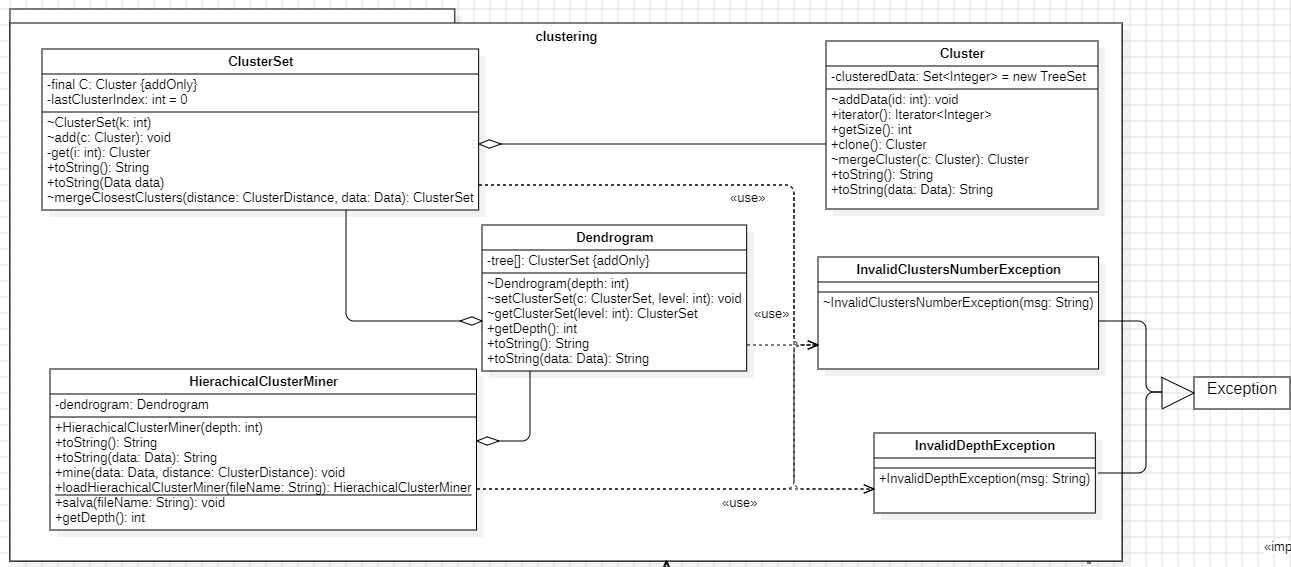 clustering
ClusterSet
-final C: Cluster {addOnly}
-lastClusterIndex: int = 0
~ClusterSet(k: int)
~add(c: Cluster): void
-get(i: int): Cluster
+toString(): String
+toString(Data data)
~mergeClosestClusters(distance: ClusterDistance, data: Data): ClusterSet
Cluster
-clusteredData: Set<Integer> = new TreeSet
~addData(id: int): void
+iterator(): Iterator<Integer>
+getSize(): int
+clone(): Cluster
~mergeCluster(c: Cluster): Cluster
+toString(): String
+toString(data: Data): String
«use»
Dendrogram
-tree[]: ClusterSet {addOnly}
~Dendrogram(depth: int)
~setClusterSet(c: ClusterSet, level: int): void
~getClusterSet(level: int): ClusterSet
+getDepth(): int
+toString(): String
+toString(data: Data): String
«use»
InvalidClustersNumberException
~InvalidClustersNumberException(msg: String)
Exception
HierachicalClusterMiner
-dendrogram: Dendrogram
+HierachicalClusterMiner(depth: int)
+toString(): String
+toString(data: Data): String
+mine(data: Data, distance: ClusterDistance): void
+loadHierachicalClusterMiner(fileName: String): HierachicalClusterMiner
+salva(fileName: String): void
+getDepth(): int
«use»
InvalidDepthException
+InvalidDepthException(msg: String)
«imp